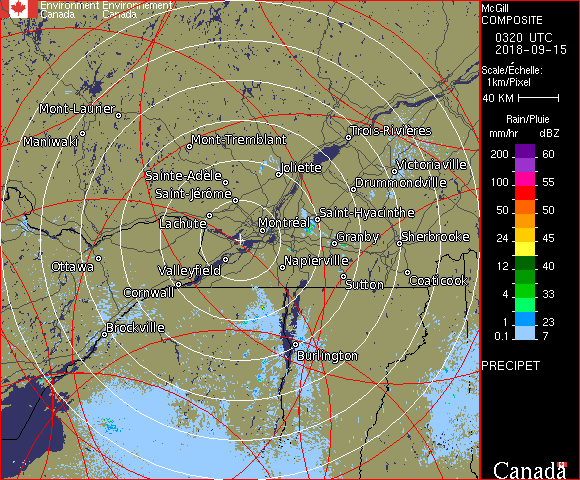 Environment Environnement
Canada Canada
McGill
COMPOSITE
0320 UTC
2018-09-15
Scale/Échelle:
1km/Pixel
40 KM
Rain/Pluie
mm/hr dBZ
200 60
150 57
100 55
50 50
24 45
12 40
4 33
1 23
0.1 7
PRECIPET
Canada
Mont-Laurier
Maniwaki
Mont-Tremblant
Trois-Rivières
Joliette
Victoriaville
Sainte-Adèle
Drummondville
Saint-Jérôme
Saint-Hyacinthe
Lachute
Montréal
Granby
Sherbrooke
Ottawa
Valleyfield
Napierville
Sutton
Coaticook
Cornwall
Brockville
Burlington